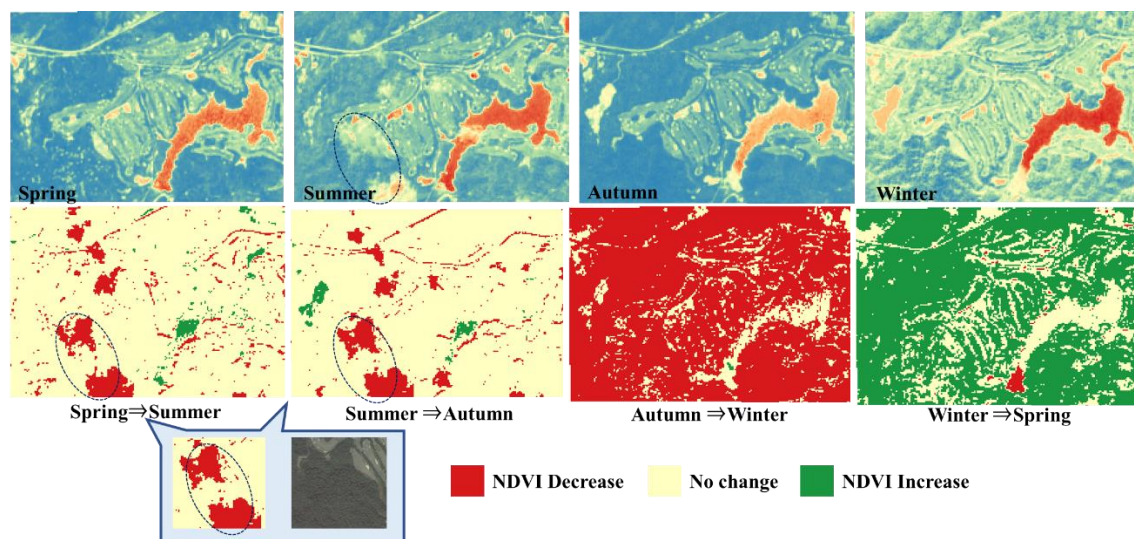 Spring
Summer
Autumn
Winter
Spring⇒Summer
Summer⇒Autumn
Autumn⇒Winter
Winter⇒Spring
NDVI Decrease
No change
NDVI Increase